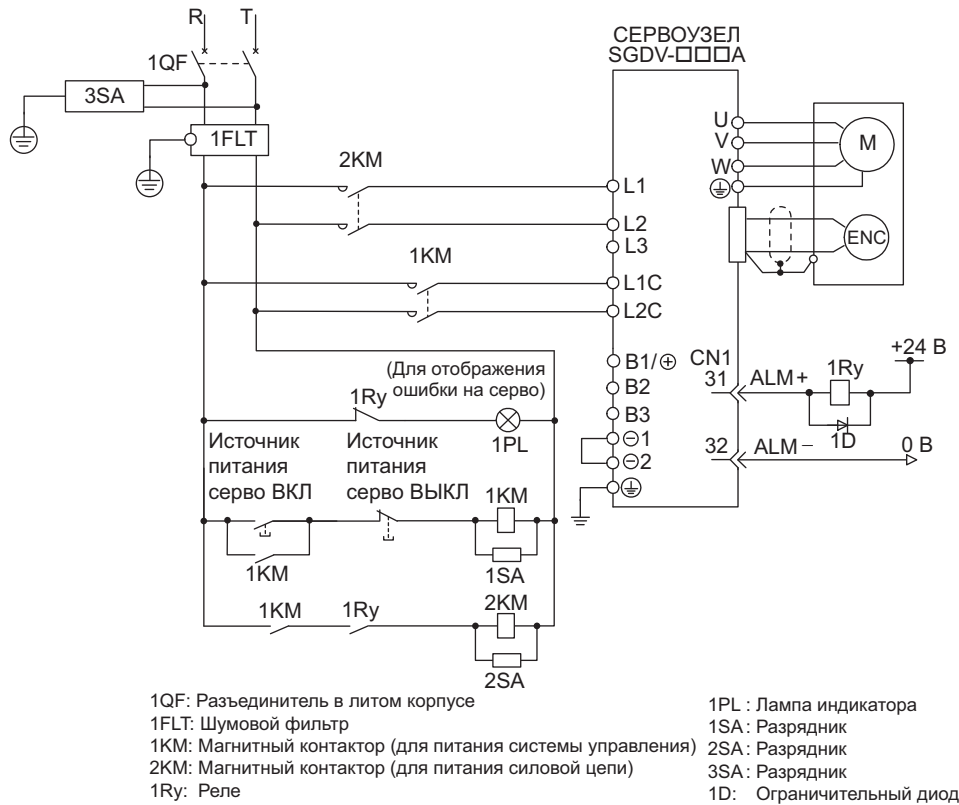 R T
СЕРВОУЗЕЛ
SGDV-□□□A
1QF
3SA
1FLT
2KM
1KM
U
V
W
M
ENC
L1
L2
L3
L1C
L2C
(Для отображения
ошибки на серво)
1Ry
1PL
B1/⊕
B2
B3
⊖1
⊖2
CN1
31
ALM+
1Ry
+24 В
1D
32
ALM−
0 В
Источник
питания
серво ВКЛ
Источник
питания
серво ВЫКЛ
1KM
1KM
1SA
1KM
1Ry
2KM
2SA
1QF: Разъединитель в литом корпусе
1FLT: Шумовой фильтр
1KM: Магнитный контактор (для питания системы управления)
2KM: Магнитный контактор (для питания силовой цепи)
1Ry: Реле
1PL : Лампа индикатора
1SA : Разрядник
2SA : Разрядник
3SA : Разрядник
1D: Ограничительный диод